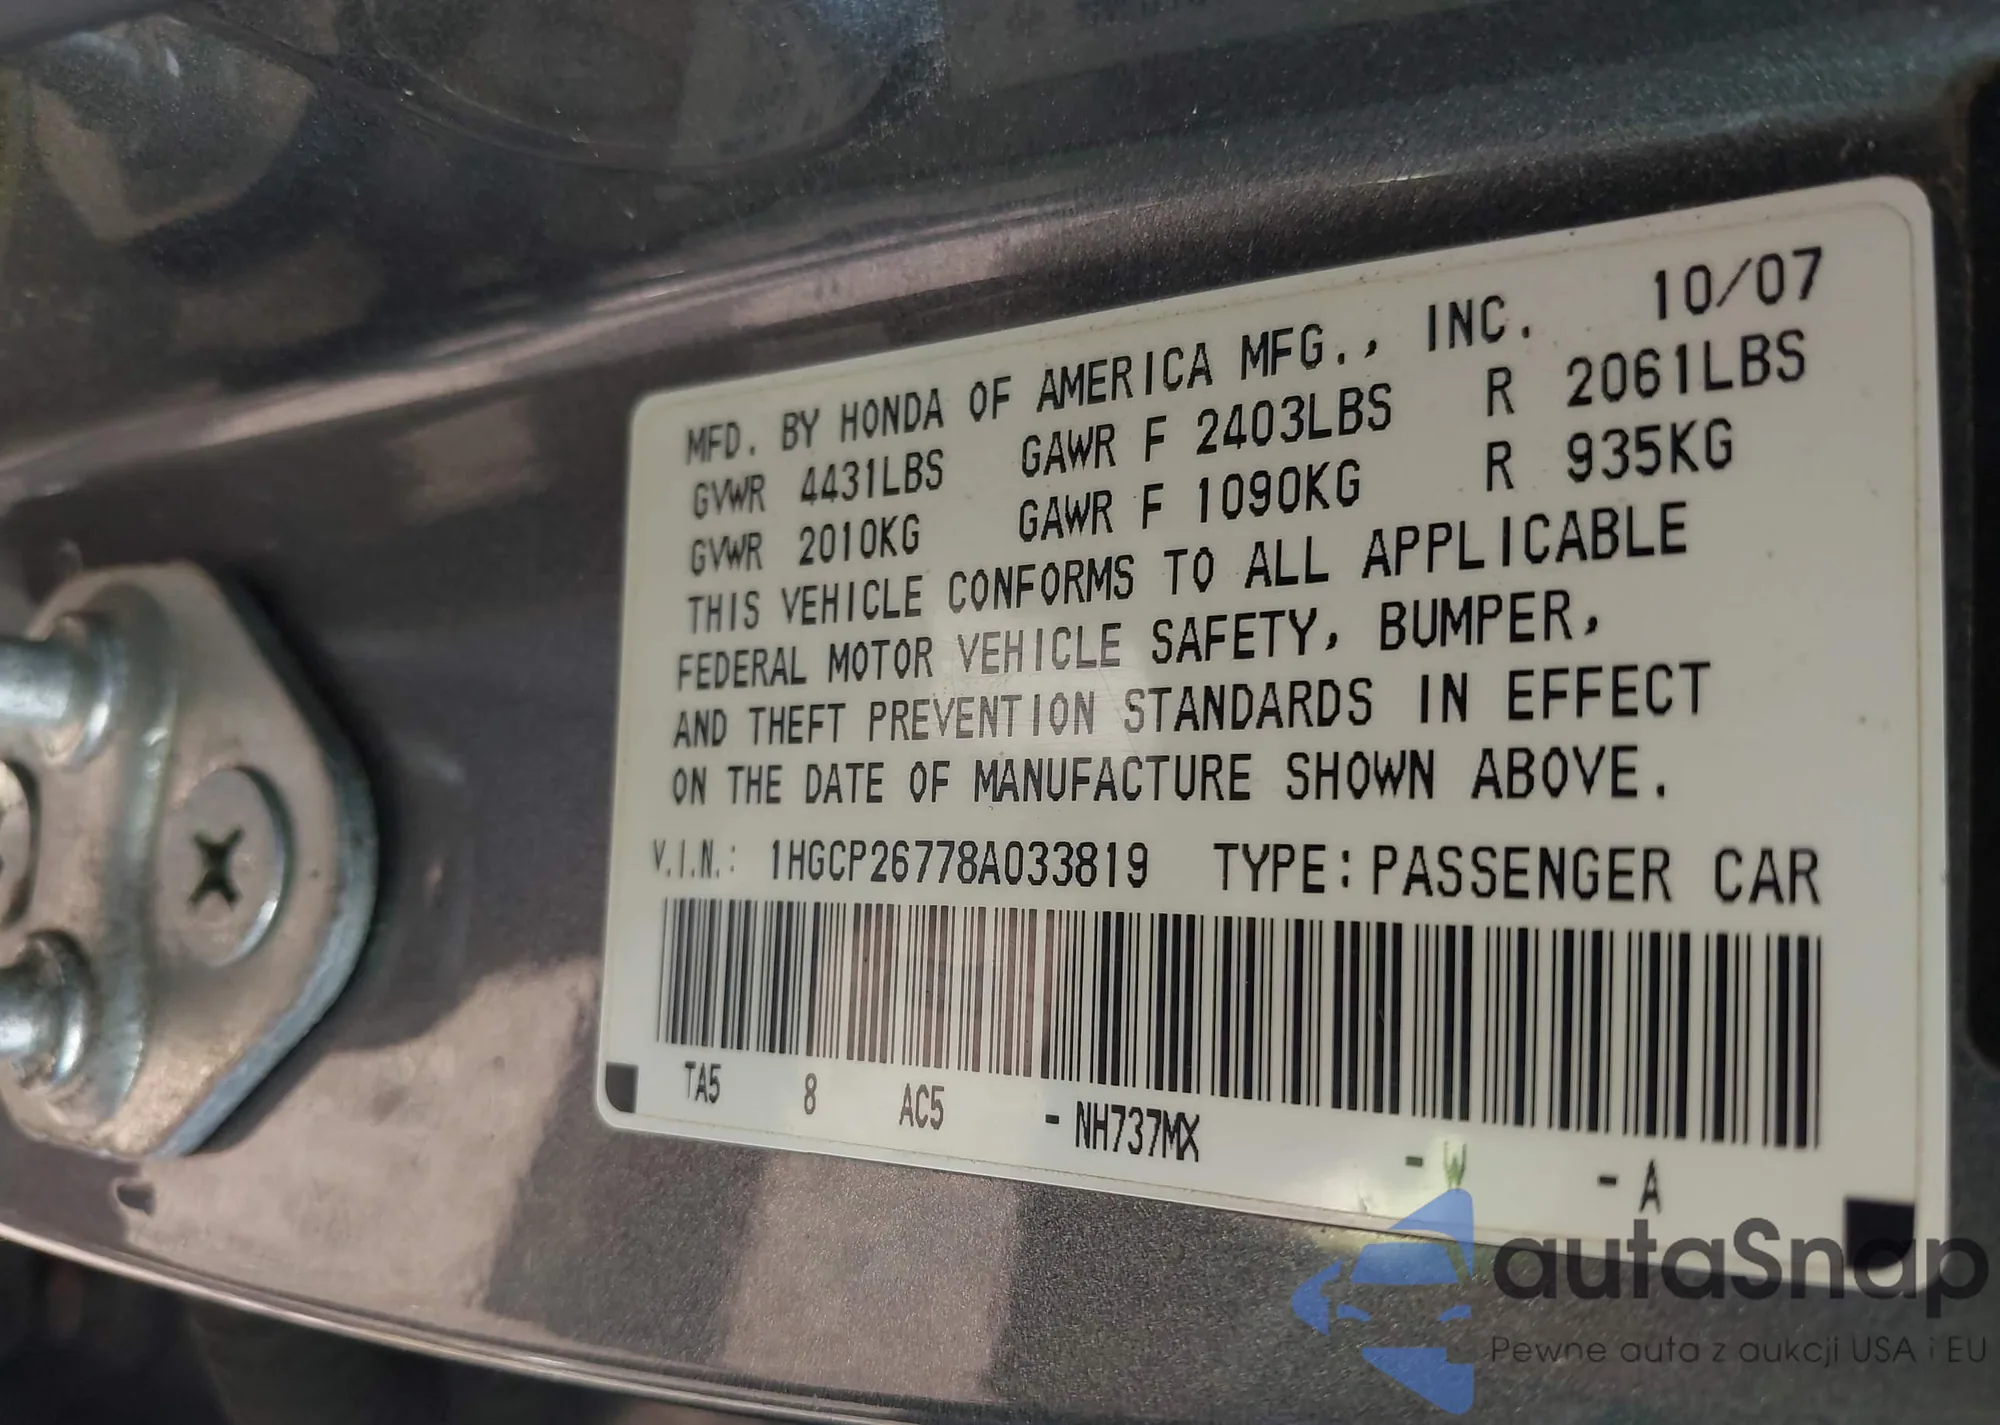 MFD. BY HONDA OF AMERICA MFG., INC. 10/07
GVWR 4431LBS GAWR F 2403LBS R 2061LBS
GVWR 2010KG GAWR F 1090KG R 935KG
THIS VEHICLE CONFORMS TO ALL APPLICABLE
FEDERAL MOTOR VEHICLE SAFETY, BUMPER,
AND THEFT PREVENTION STANDARDS IN EFFECT
ON THE DATE OF MANUFACTURE SHOWN ABOVE.
V.I.N.: 1HGCP26778A033819 TYPE: PASSENGER CAR
TA5 8 AC5 -NH737MX -W -A
autaSnap
Pewne auta z aukcji USA i EU